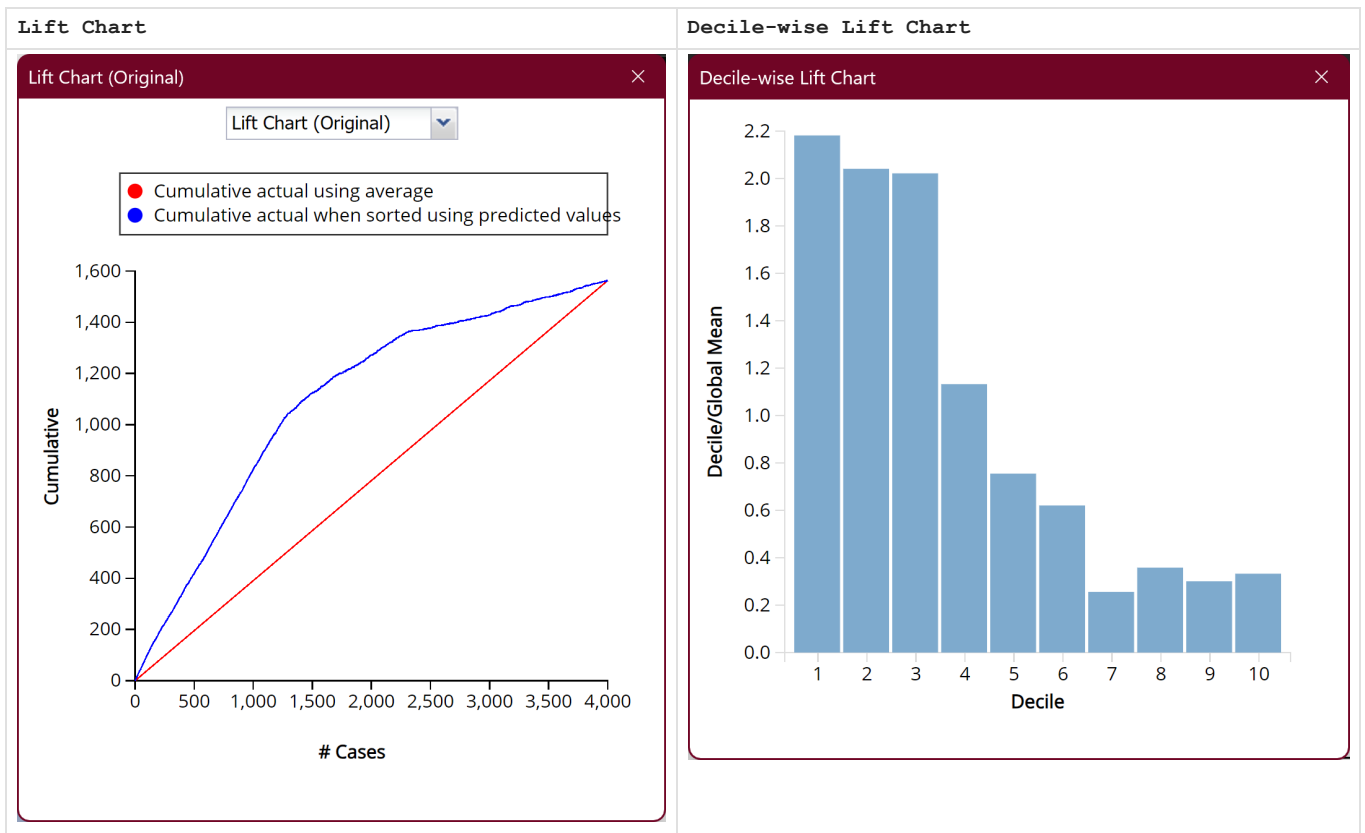 Lift Chart
Decile-wise Lift Chart
Lift Chart (Original)
Lift Chart (Original)
Cumulative actual using average
Cumulative actual when sorted using predicted values
1,600
1,400
1,200
1,000
800
600
400
200
0
Cumulative
0 500 1,000 1,500 2,000 2,500 3,000 3,500 4,000
# Cases
Decile-wise Lift Chart
2.2
2.0
1.8
1.6
1.4
1.2
1.0
0.8
0.6
0.4
0.2
0.0
Decile/Global Mean
1 2 3 4 5 6 7 8 9 10
Decile